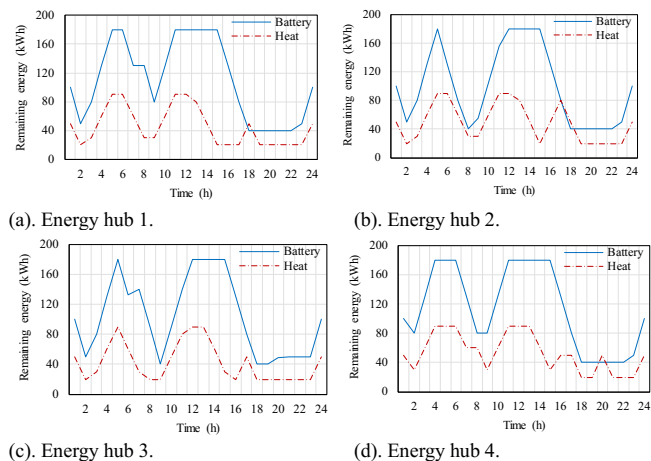 Remaining energy (kWh)
200
160
120
80
40
0
Battery
Heat
2 4 6 8 10 12 14 16 18 20 22 24
Time (h)
(a). Energy hub 1.
Remaining energy (kWh)
200
160
120
80
40
0
Battery
Heat
2 4 6 8 10 12 14 16 18 20 22 24
Time (h)
(b). Energy hub 2.
Remaining energy (kWh)
200
160
120
80
40
0
Battery
Heat
2 4 6 8 10 12 14 16 18 20 22 24
Time (h)
(c). Energy hub 3.
Remaining energy (kWh)
200
160
120
80
40
0
Battery
Heat
2 4 6 8 10 12 14 16 18 20 22 24
Time (h)
(d). Energy hub 4.